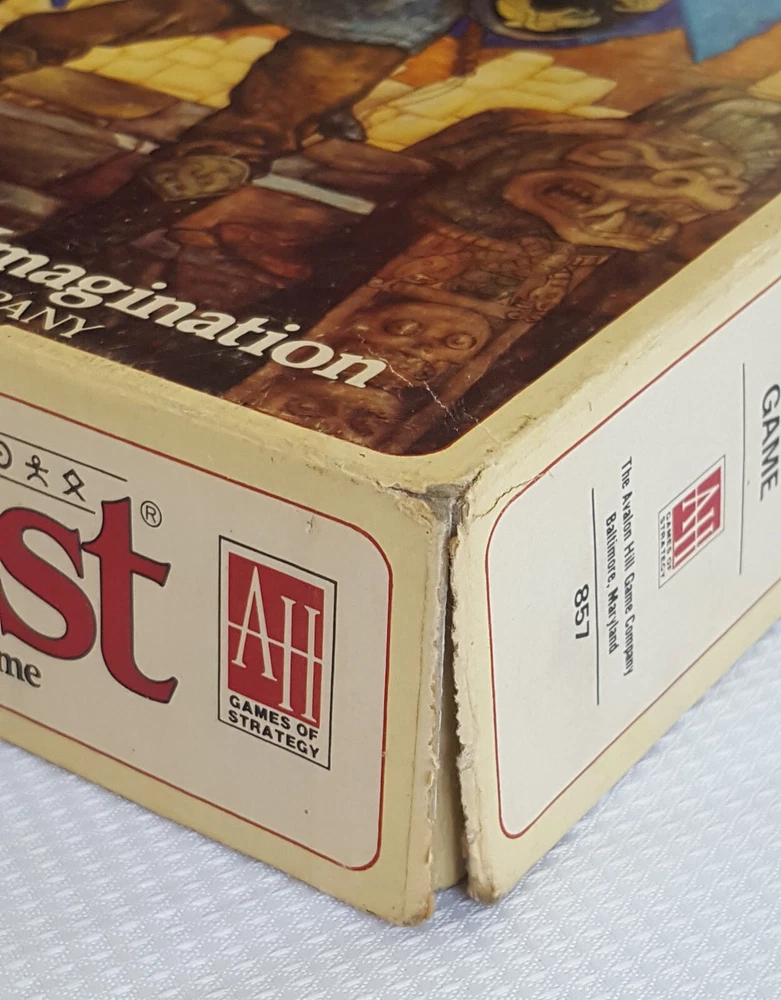 Imagination
PANY
st®
me
AH
GAMES OF
STRATEGY
GAME
AH
GAMES OF
STRATEGY
The Avalon Hill Game Company
Baltimore, Maryland
857